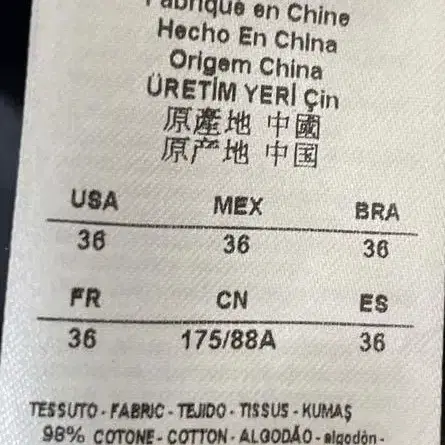 Fabriqué en Chine
Hecho En China
Origem China
ÜRETİM YERİ Çin
原產地 中國
原产地 中国
USA MEX BRA
36 36 36
FR CN ES
36 175/88A 36
TESSUTO - FABRIC - TEJIDO - TISSUS - KUMAŞ
98% COTONE - COTTON - ALGODÃO - algodón -